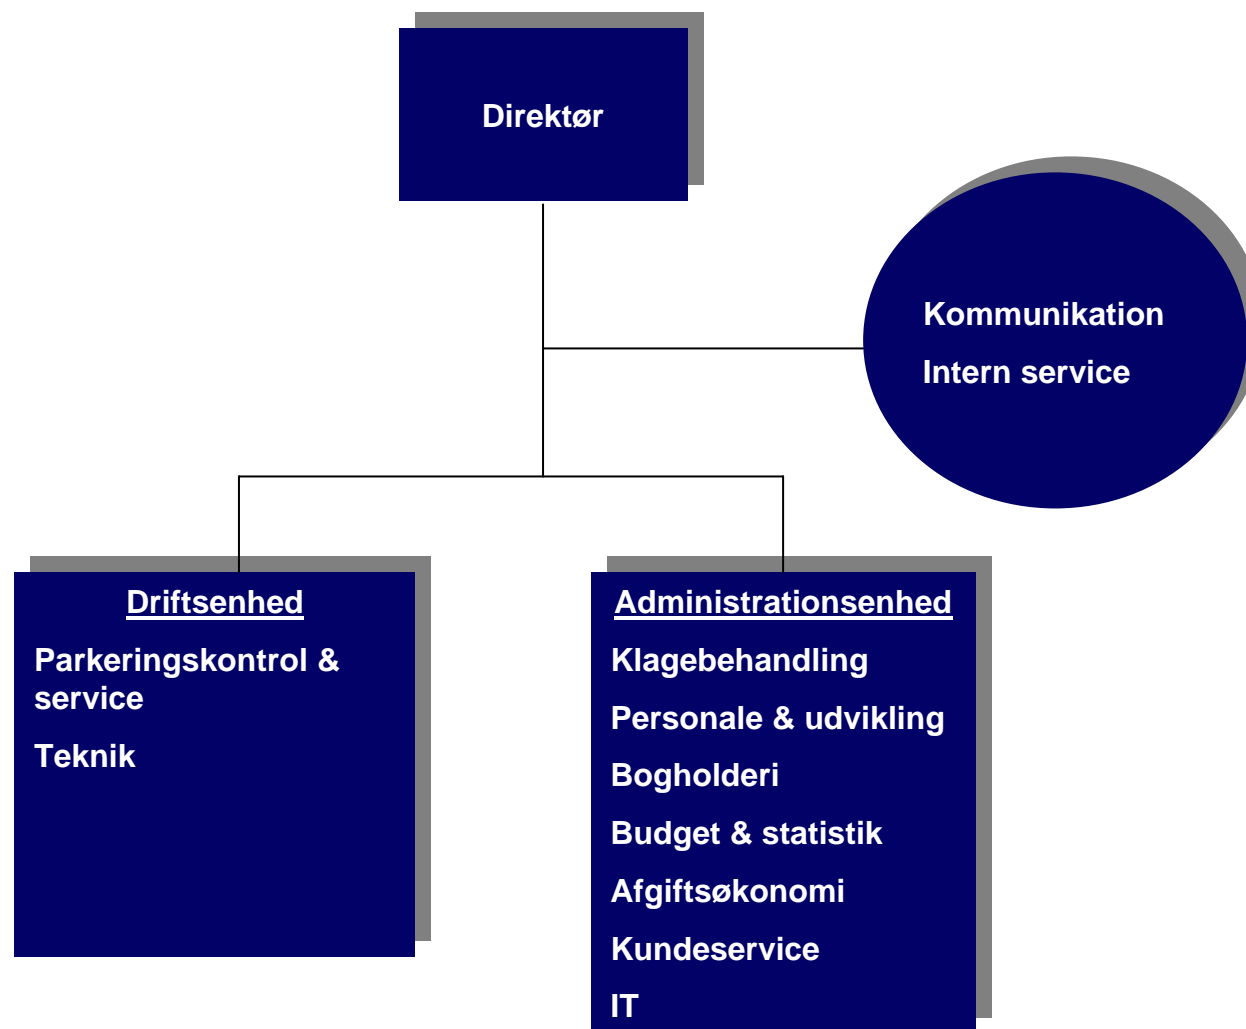 Direktør
Kommunikation
Intern service
Driftsenhed
Parkeringskontrol &
service
Teknik
Administrationsenhed
Klagebehandling
Personale & udvikling
Bogholderi
Budget & statistik
Afgiftsøkonomi
Kundeservice
IT